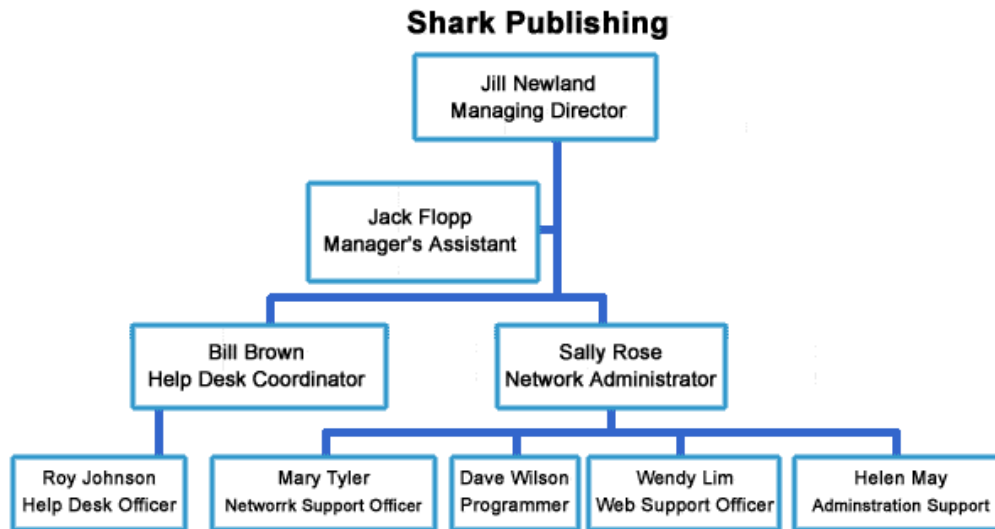 Shark Publishing
Jill Newland
Managing Director
Jack Flopp
Manager's Assistant
Bill Brown
Help Desk Coordinator
Sally Rose
Network Administrator
Roy Johnson
Help Desk Officer
Mary Tyler
Networrk Support Officer
Dave Wilson
Programmer
Wendy Lim
Web Support Officer
Helen May
Adminstration Support